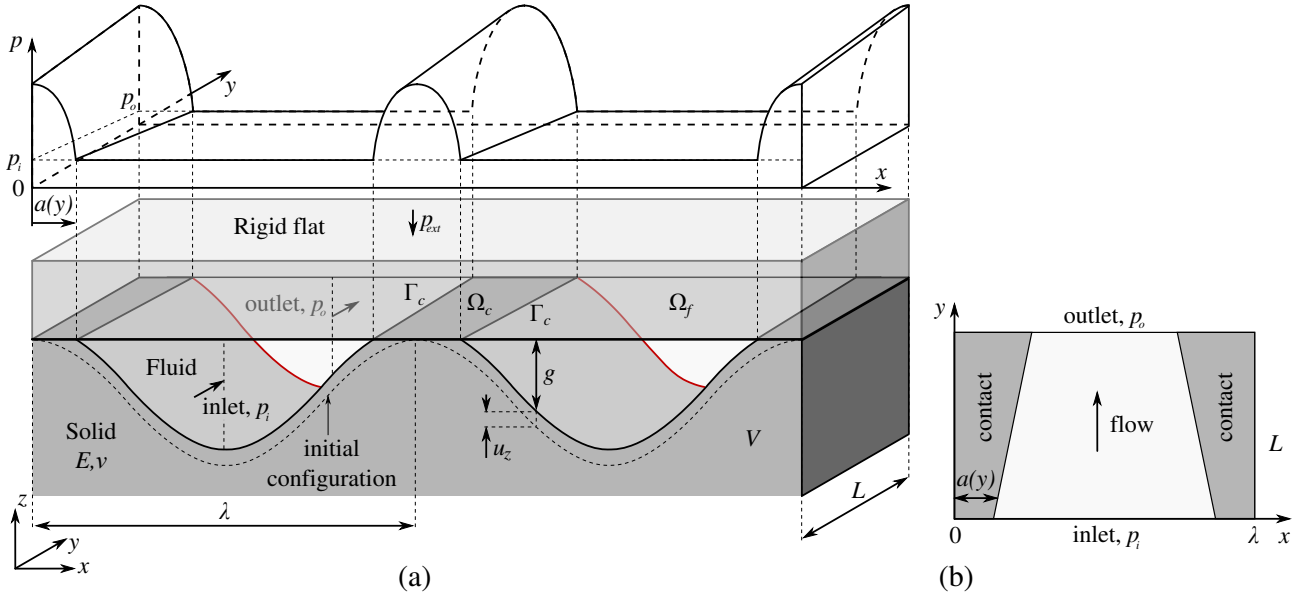 p
y
p_o
p_i
0
x
a(y)
Rigid flat
p_ext
outlet, p_o
Γ_c
Ω_c
Γ_c
Ω_f
Fluid
g
inlet, p_i
Solid
E,ν
initial
configuration
u_z
V
L
λ
z
y
x
(a)
y
outlet, p_o
contact
flow
contact
L
a(y)
0
inlet, p_i
λ
x
(b)